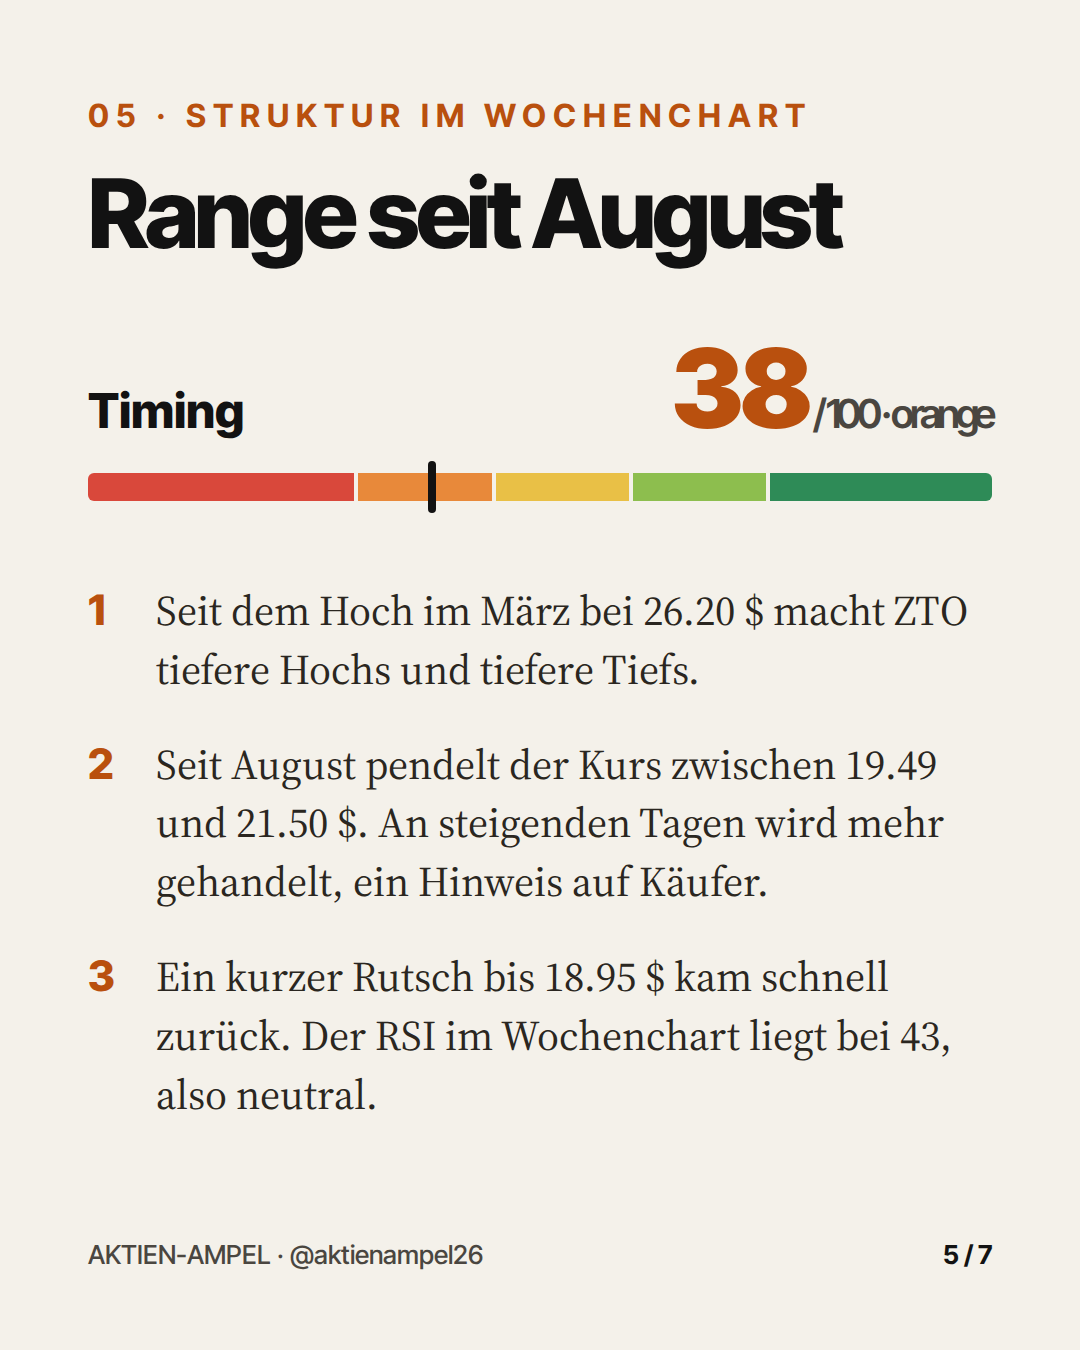 05 · STRUKTUR IM WOCHENCHART
Range seit August
Timing
38/100·orange
1 Seit dem Hoch im März bei 26.20 $ macht ZTO
tiefere Hochs und tiefere Tiefs.
2 Seit August pendelt der Kurs zwischen 19.49
und 21.50 $. An steigenden Tagen wird mehr
gehandelt, ein Hinweis auf Käufer.
3 Ein kurzer Rutsch bis 18.95 $ kam schnell
zurück. Der RSI im Wochenchart liegt bei 43,
also neutral.
AKTIEN-AMPEL · @aktienampel26
5 / 7